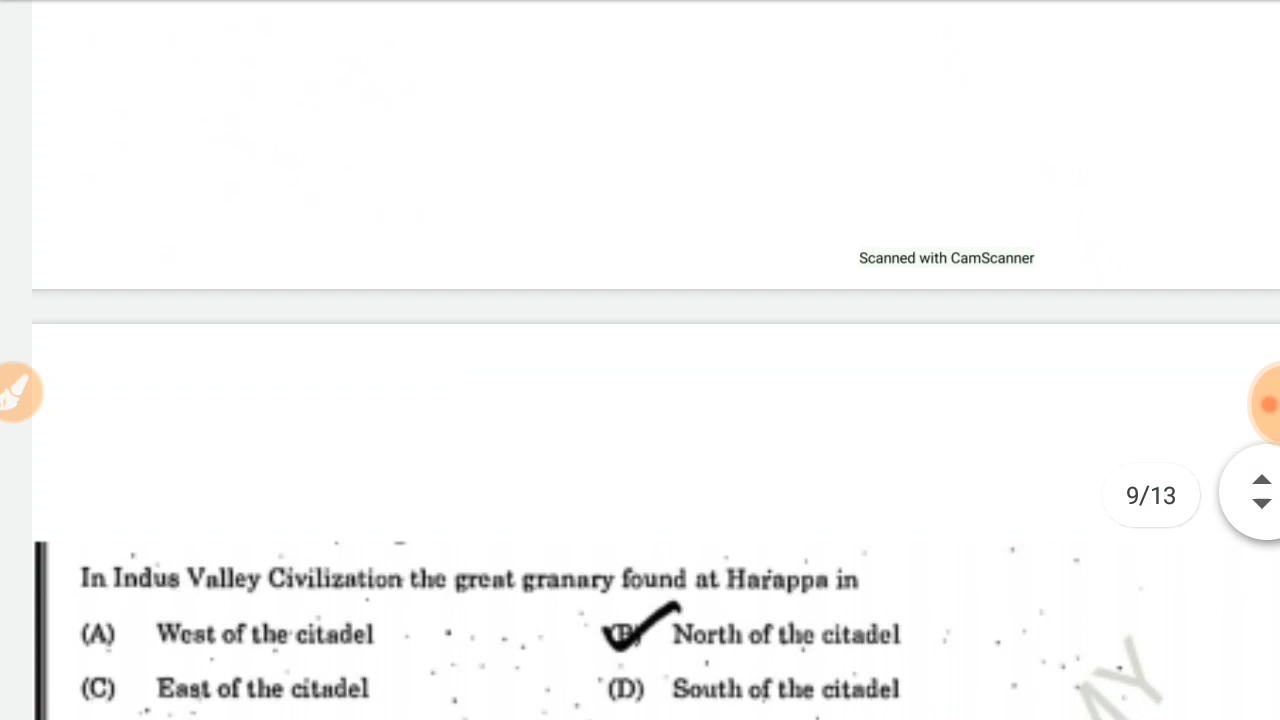 Scanned with CamScanner
9/13
In Indus Valley Civilization the great granary found at Harappa in
(A) West of the citadel (B) North of the citadel
(C) East of the citadel (D) South of the citadel
MY